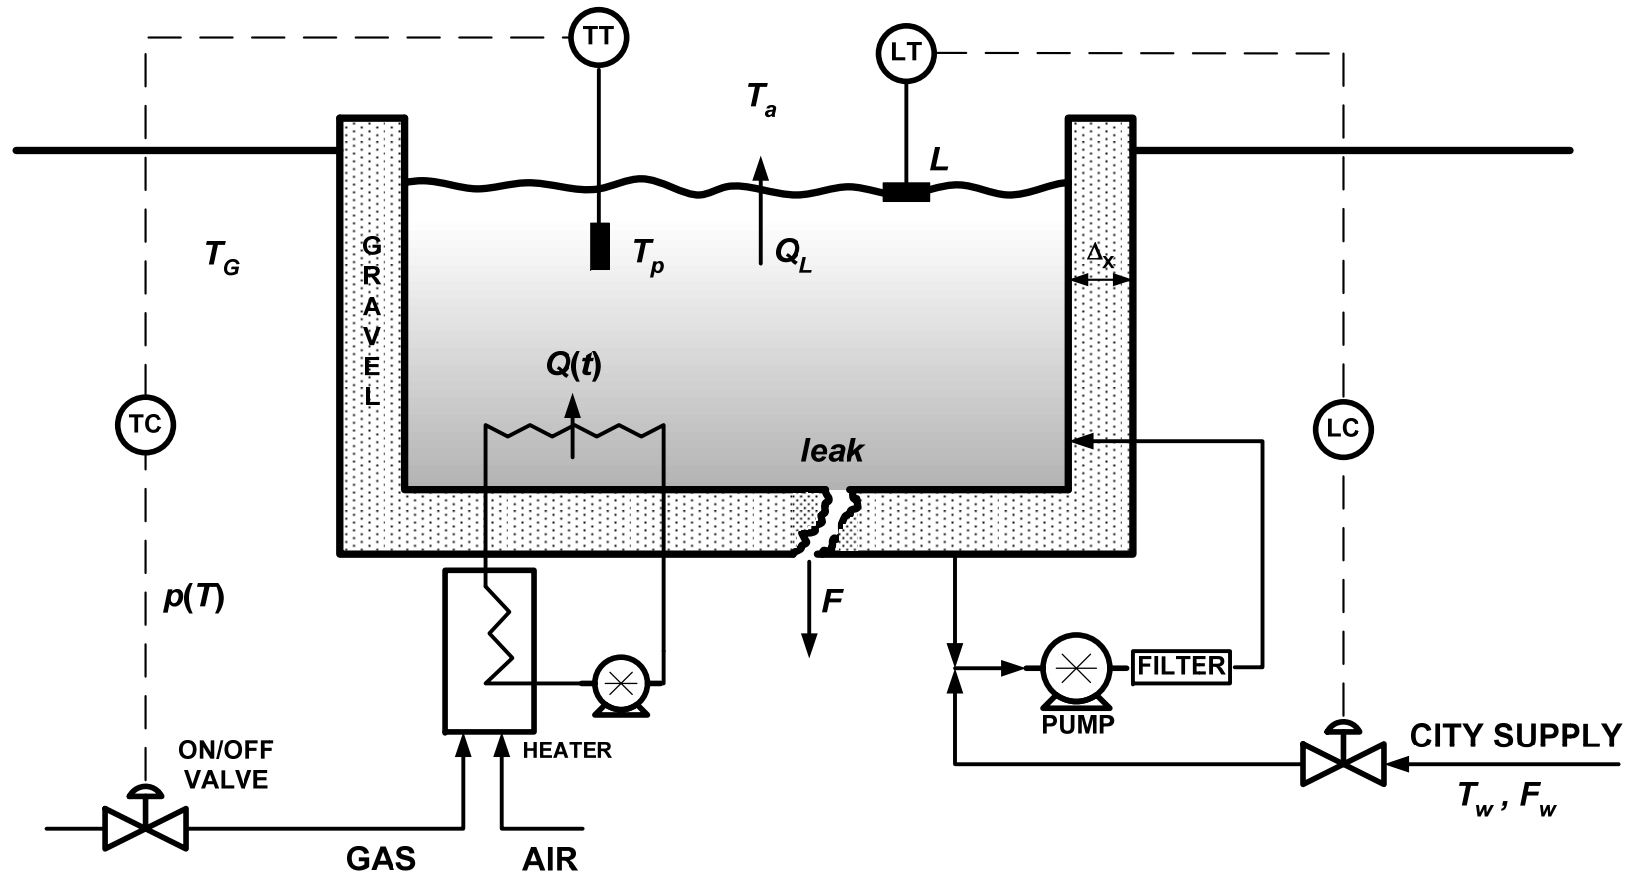 TT
LT
T_a
L
G
R
A
V
E
L
T_G
T_p
Q_L
Δ_x
Q(t)
TC
leak
LC
p(T)
F
FILTER
PUMP
ON/OFF
VALVE
HEATER
CITY SUPPLY
T_w , F_w
GAS
AIR